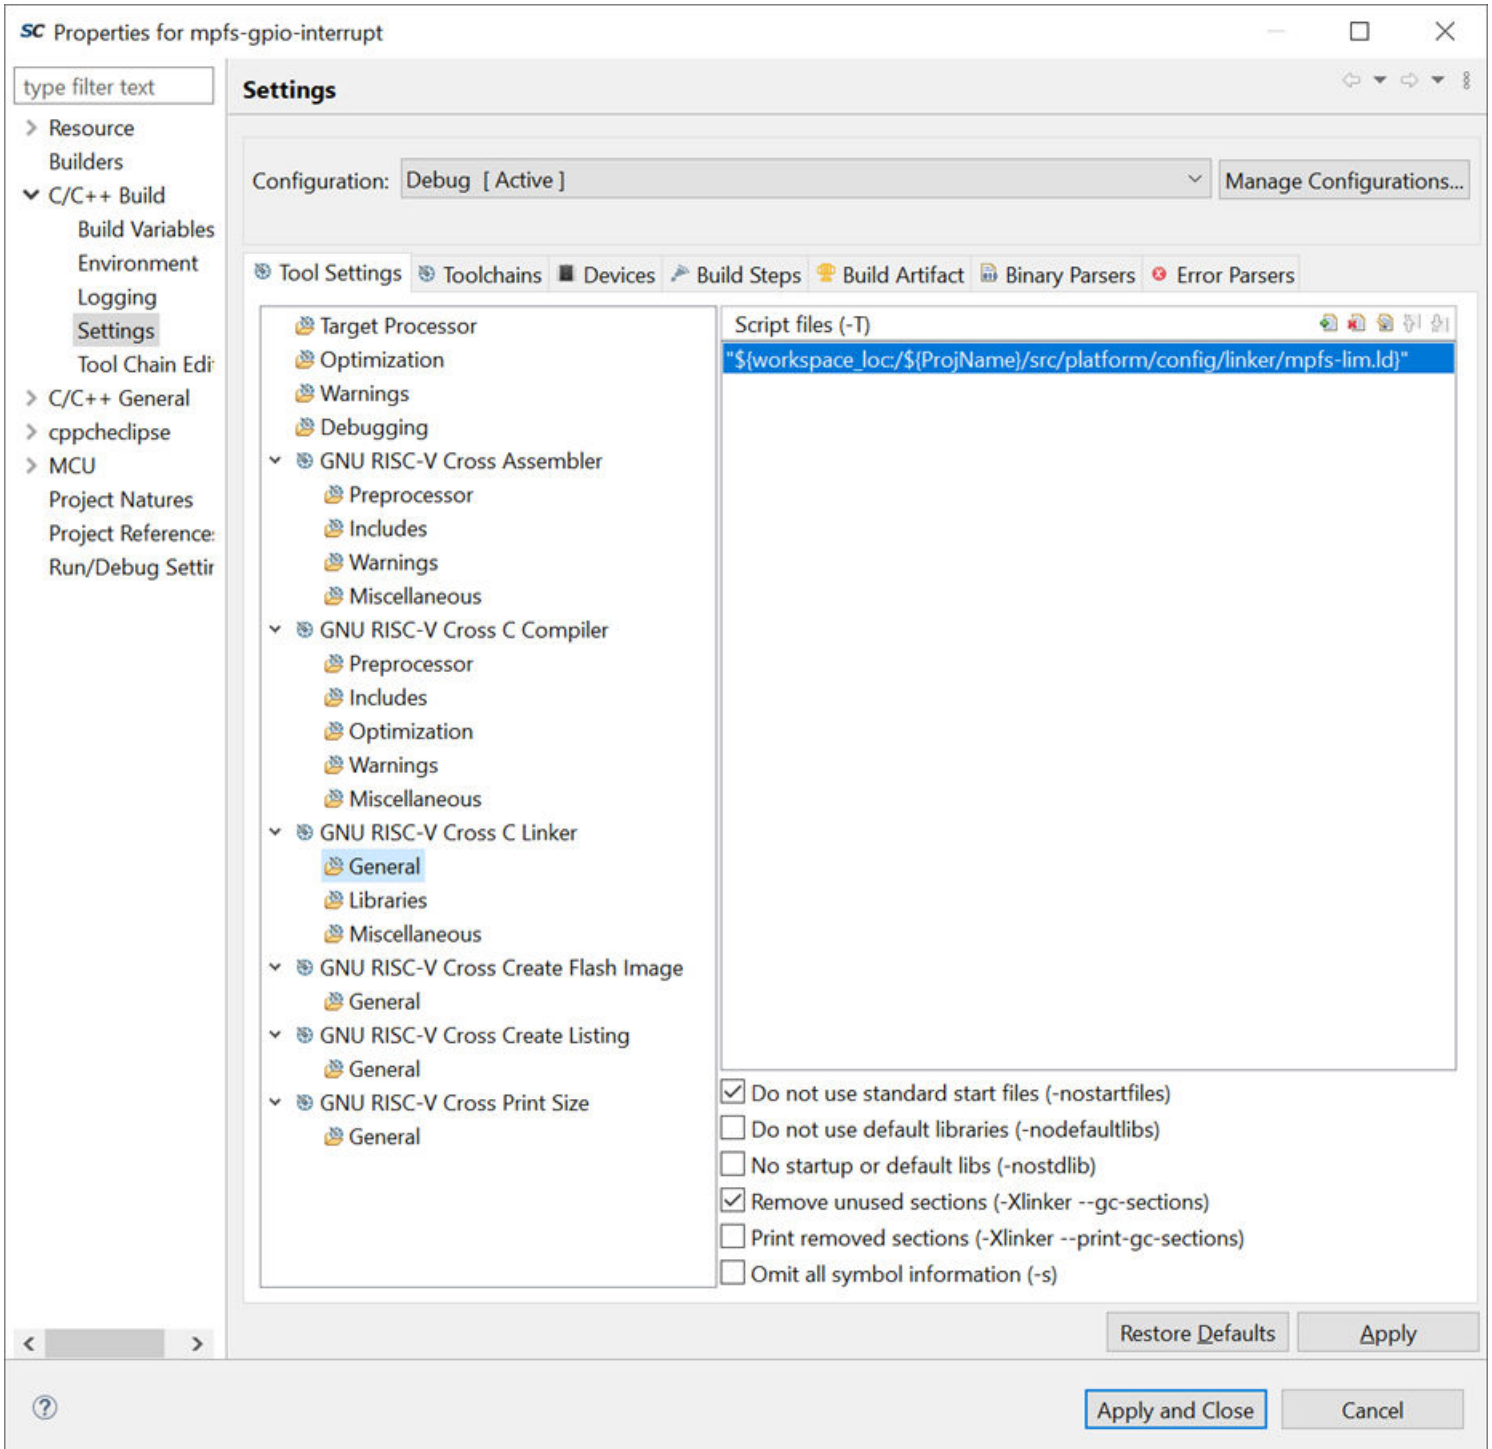 SC Properties for mpfs-gpio-interrupt
type filter text
Resource
Builders
C/C++ Build
Build Variables
Environment
Logging
Settings
Tool Chain Edi
C/C++ General
cppcheclipse
MCU
Project Natures
Project Reference
Run/Debug Settin
Settings
Configuration: Debug [ Active ] Manage Configurations...
Tool Settings Toolchains Devices Build Steps Build Artifact Binary Parsers Error Parsers
Target Processor
Optimization
Warnings
Debugging
GNU RISC-V Cross Assembler
Preprocessor
Includes
Warnings
Miscellaneous
GNU RISC-V Cross C Compiler
Preprocessor
Includes
Optimization
Warnings
Miscellaneous
GNU RISC-V Cross C Linker
General
Libraries
Miscellaneous
GNU RISC-V Cross Create Flash Image
General
GNU RISC-V Cross Create Listing
General
GNU RISC-V Cross Print Size
General
Script files (-T)
"${workspace_loc:/${ProjName}/src/platform/config/linker/mpfs-lim.ld}"
Do not use standard start files (-nostartfiles)
Do not use default libraries (-nodefaultlibs)
No startup or default libs (-nostdlib)
Remove unused sections (-Xlinker --gc-sections)
Print removed sections (-Xlinker --print-gc-sections)
Omit all symbol information (-s)
Restore Defaults Apply
Apply and Close Cancel